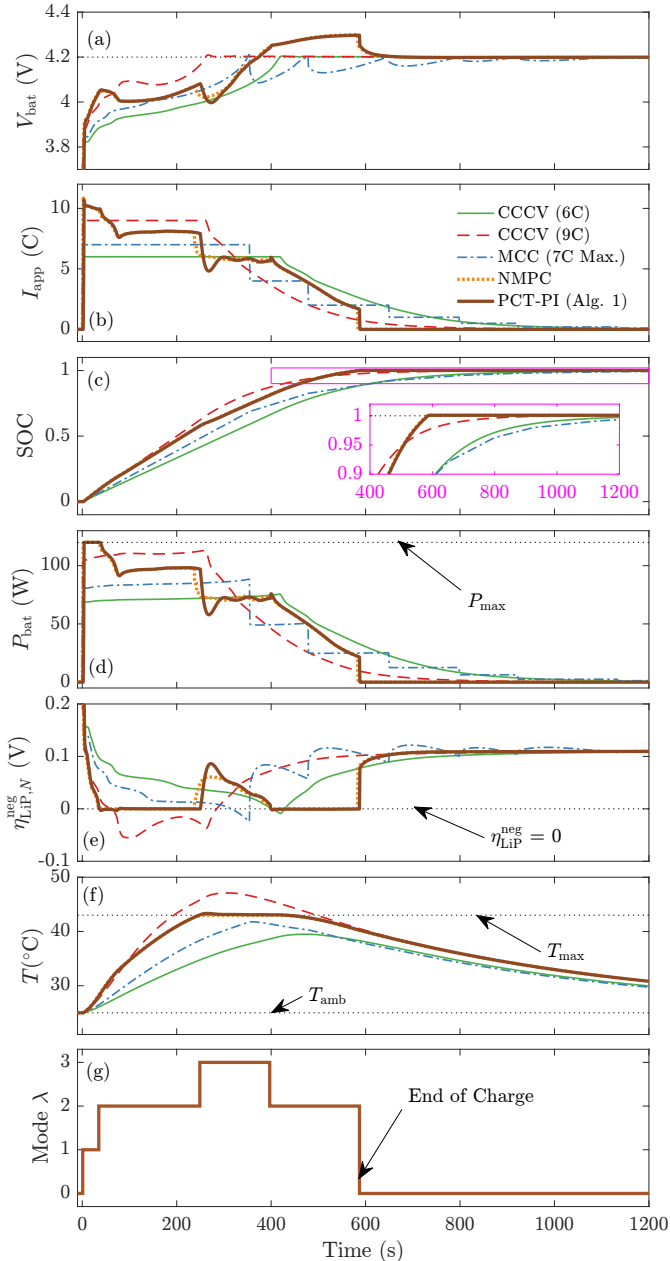 4.4
4.2
4
3.8
V_bat (V)
(a)
10
5
0
I_app (C)
(b)
CCCV (6C)
CCCV (9C)
MCC (7C Max.)
NMPC
PCT-PI (Alg. 1)
1
0.5
0
SOC
(c)
1
0.95
0.9
400 600 800 1000 1200
100
50
0
P_bat (W)
(d)
P_max
0.2
0.1
0
-0.1
η^neg_LiP,N (V)
(e)
η^neg_LiP = 0
50
40
30
T(°C)
(f)
T_max
T_amb
3
2
1
0
Mode λ
(g)
End of Charge
0 200 400 600 800 1000 1200
Time (s)